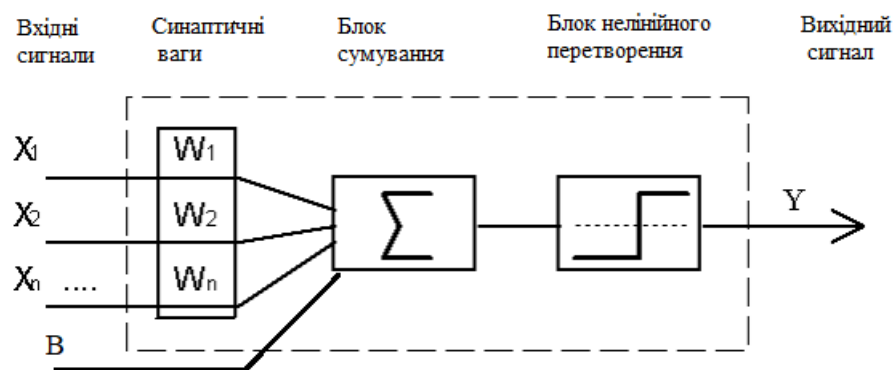 Вхідні сигнали
Синаптичні ваги
Блок сумування
Блок нелінійного перетворення
Вихідний сигнал
X1
W1
X2
W2
Xn ....
Wn
Σ
Y
B